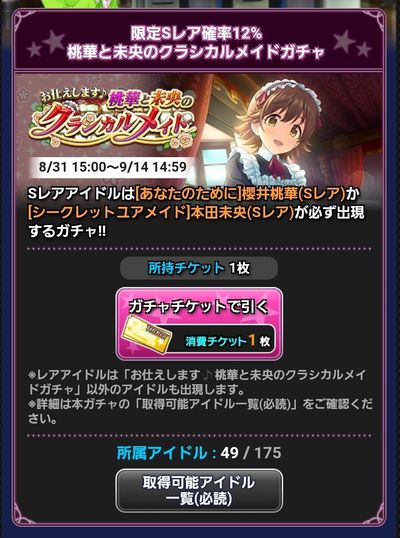 限定Sレア確率12%
桃華と未央のクラシカルメイドガチャ
お仕えします♪桃華と未央の
クラシカルメイド
8/31 15:00～9/14 14:59
Sレアアイドルは[あなたのために]櫻井桃華(Sレア)か
[シークレットユアメイド]本田未央(Sレア)が必ず出現
するガチャ!!
所持チケット 1枚
ガチャチケットで引く
消費チケット1枚
※レアアイドルは「お仕えします♪桃華と未央のクラシカルメイ
ドガチャ」以外のアイドルも出現します。
※詳細は本ガチャの「取得可能アイドル一覧(必読)」をご確認くだ
さい。
所属アイドル : 49 / 175
取得可能アイドル
一覧(必読)